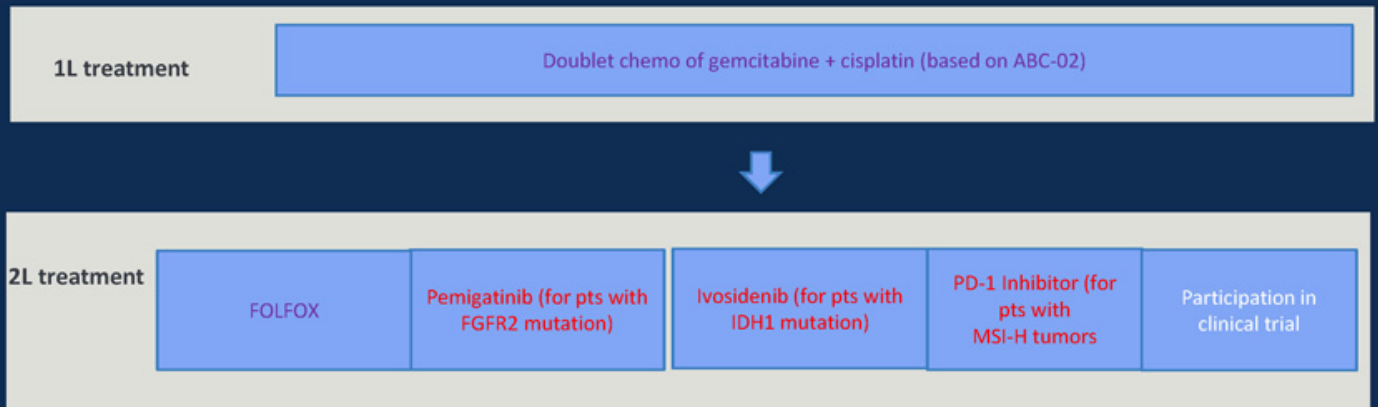 1L treatment
Doublet chemo of gemcitabine + cisplatin (based on ABC-02)
2L treatment
FOLFOX
Pemigatinib (for pts with
FGFR2 mutation)
Ivosidenib (for pts with
IDH1 mutation)
PD-1 Inhibitor (for
pts with
MSI-H tumors
Participation in
clinical trial